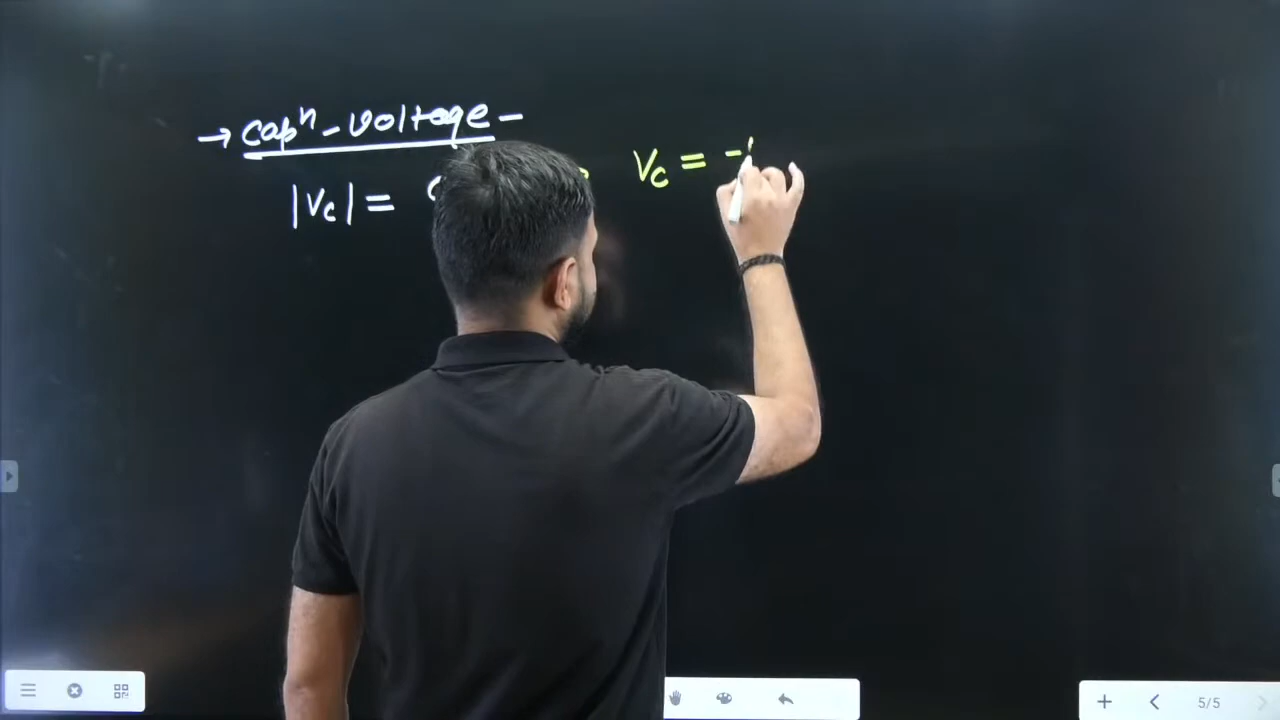 → capⁿ - voltage -
|Vc| =
Vc = -
5/5